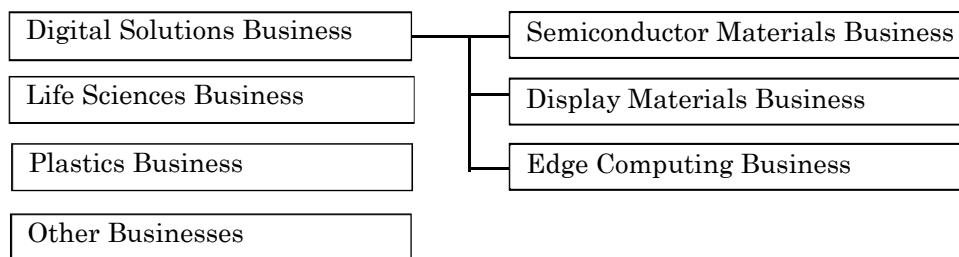 Digital Solutions Business
Semiconductor Materials Business
Life Sciences Business
Display Materials Business
Plastics Business
Edge Computing Business
Other Businesses